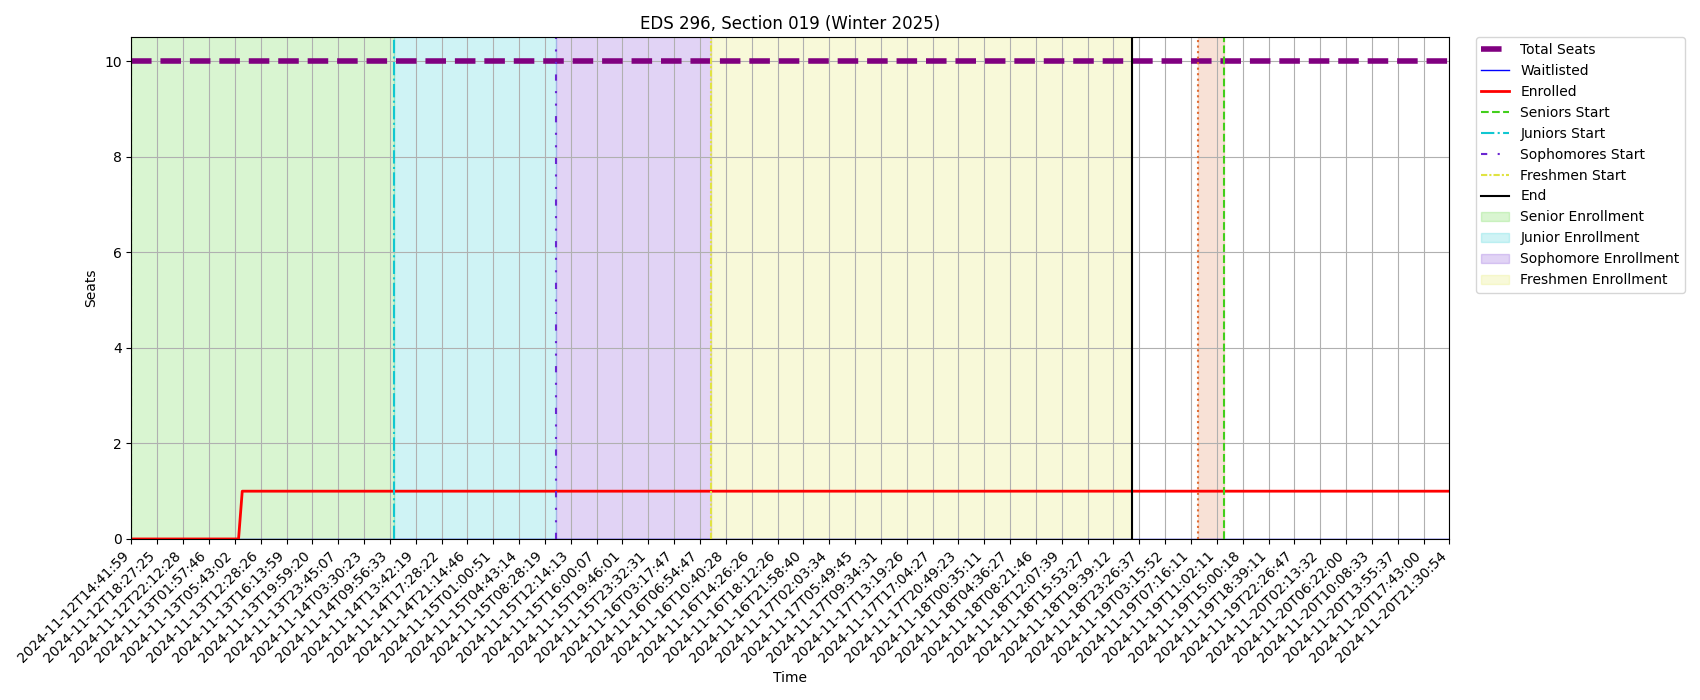 EDS 296, Section 019 (Winter 2025)
10
8
6
4
2
0
Seats
2024-11-12T14:41:59
2024-11-12T18:27:25
2024-11-12T22:12:28
2024-11-13T01:57:46
2024-11-13T05:43:02
2024-11-13T12:28:26
2024-11-13T16:13:59
2024-11-13T19:59:20
2024-11-13T23:45:07
2024-11-14T03:30:23
2024-11-14T09:56:33
2024-11-14T13:42:19
2024-11-14T17:28:22
2024-11-14T21:14:46
2024-11-15T01:00:51
2024-11-15T04:43:14
2024-11-15T08:28:19
2024-11-15T12:14:13
2024-11-15T16:00:07
2024-11-15T19:46:01
2024-11-15T23:32:31
2024-11-16T03:17:47
2024-11-16T06:54:47
2024-11-16T10:40:28
2024-11-16T14:26:26
2024-11-16T18:12:26
2024-11-16T21:58:40
2024-11-17T02:03:34
2024-11-17T05:49:45
2024-11-17T09:34:31
2024-11-17T13:19:26
2024-11-17T17:04:27
2024-11-17T20:49:23
2024-11-18T00:35:11
2024-11-18T04:36:27
2024-11-18T08:21:46
2024-11-18T12:07:39
2024-11-18T15:53:27
2024-11-18T19:39:12
2024-11-18T23:26:37
2024-11-19T03:15:52
2024-11-19T07:16:11
2024-11-19T11:02:11
2024-11-19T15:00:18
2024-11-19T18:39:11
2024-11-19T22:26:47
2024-11-20T02:13:32
2024-11-20T06:22:00
2024-11-20T10:08:33
2024-11-20T13:55:37
2024-11-20T17:43:00
2024-11-20T21:30:54
Time
Total Seats
Waitlisted
Enrolled
Seniors Start
Juniors Start
Sophomores Start
Freshmen Start
End
Senior Enrollment
Junior Enrollment
Sophomore Enrollment
Freshmen Enrollment